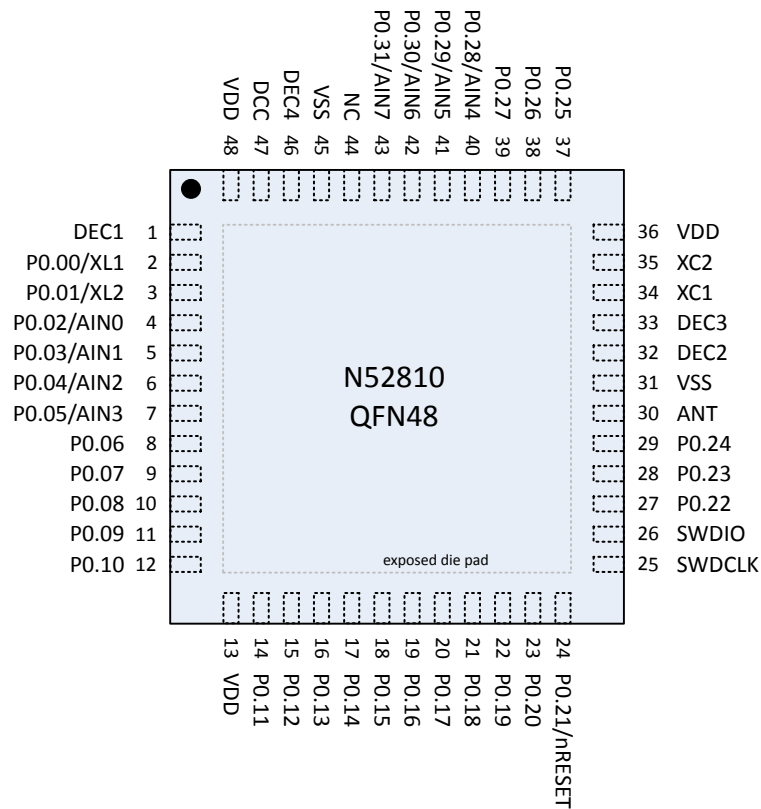 VDD 48
DCC 47
DEC4 46
VSS 45
NC 44
P0.31/AIN7 43
P0.30/AIN6 42
P0.29/AIN5 41
P0.28/AIN4 40
P0.27 39
P0.26 38
P0.25 37
DEC1 1
P0.00/XL1 2
P0.01/XL2 3
P0.02/AIN0 4
P0.03/AIN1 5
P0.04/AIN2 6
P0.05/AIN3 7
P0.06 8
P0.07 9
P0.08 10
P0.09 11
P0.10 12
N52810
QFN48
exposed die pad
36 VDD
35 XC2
34 XC1
33 DEC3
32 DEC2
31 VSS
30 ANT
29 P0.24
28 P0.23
27 P0.22
26 SWDIO
25 SWDCLK
13 VDD
14 P0.11
15 P0.12
16 P0.13
17 P0.14
18 P0.15
19 P0.16
20 P0.17
21 P0.18
22 P0.19
23 P0.20
24 P0.21/nRESET